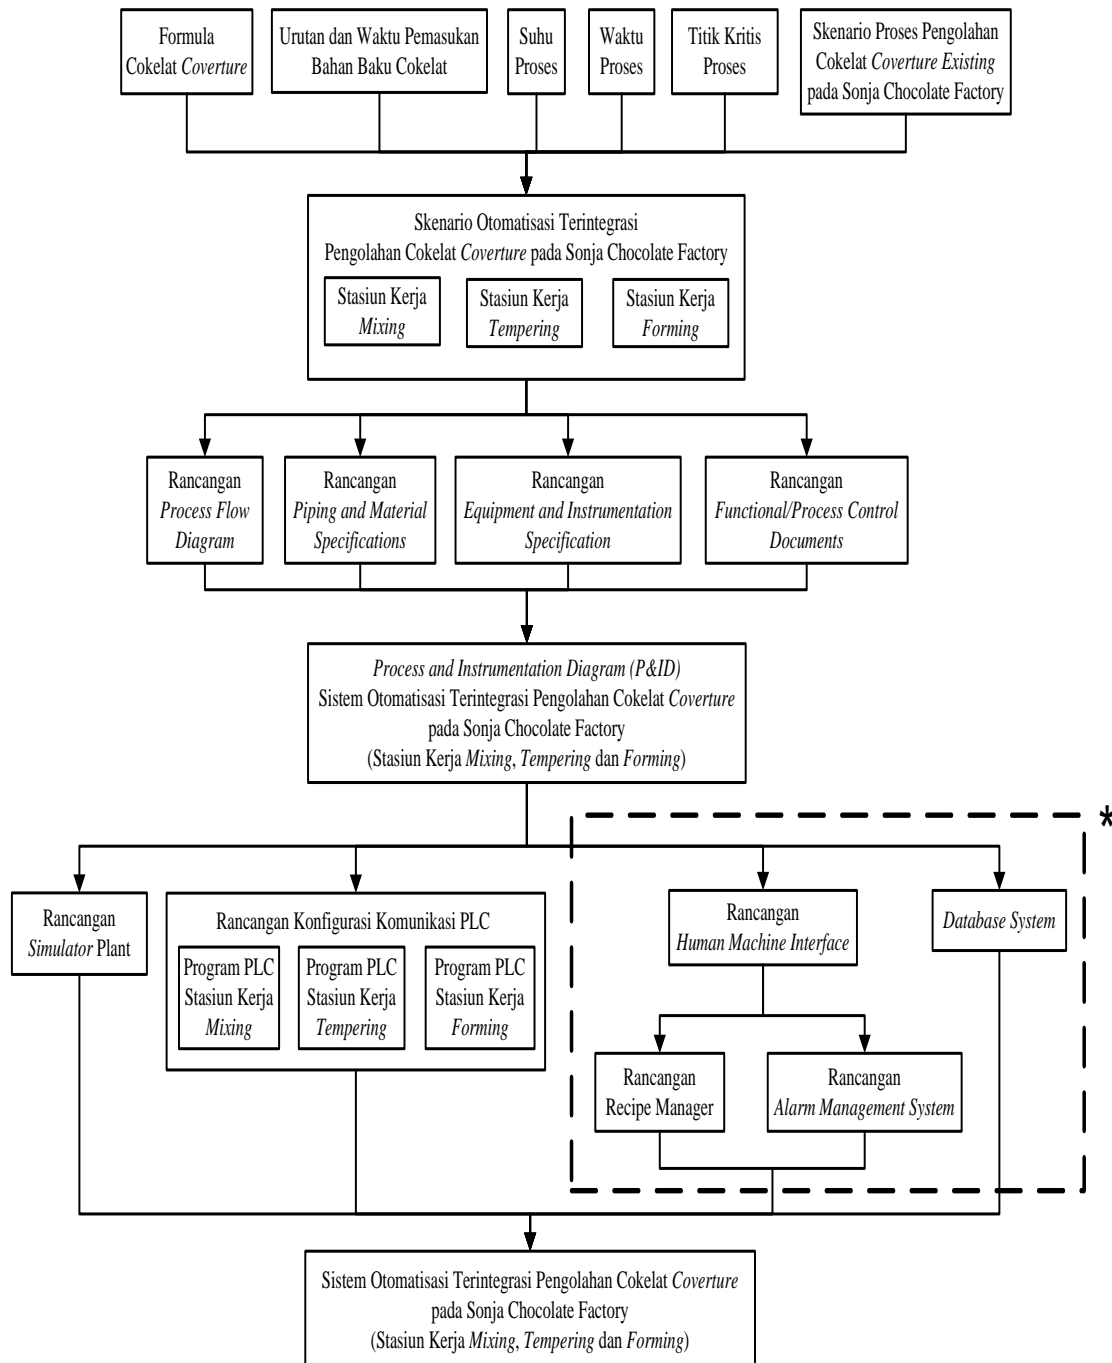 Formula
Cokelat Coverture
Urutan dan Waktu Pemasukan
Bahan Baku Cokelat
Suhu
Proses
Waktu
Proses
Titik Kritis
Proses
Skenario Proses Pengolahan
Cokelat Coverture Existing
pada Sonja Chocolate Factory
Skenario Otomatisasi Terintegrasi
Pengolahan Cokelat Coverture pada Sonja Chocolate Factory
Stasiun Kerja
Mixing
Stasiun Kerja
Tempering
Stasiun Kerja
Forming
Rancangan
Process Flow
Diagram
Rancangan
Piping and Material
Specifications
Rancangan
Equipment and Instrumentation
Specification
Rancangan
Functional/Process Control
Documents
Process and Instrumentation Diagram (P&ID)
Sistem Otomatisasi Terintegrasi Pengolahan Cokelat Coverture
pada Sonja Chocolate Factory
(Stasiun Kerja Mixing, Tempering dan Forming)
*
Rancangan
Simulator Plant
Rancangan Konfigurasi Komunikasi PLC
Program PLC
Stasiun Kerja
Mixing
Program PLC
Stasiun Kerja
Tempering
Program PLC
Stasiun Kerja
Forming
Rancangan
Human Machine Interface
Database System
Rancangan
Recipe Manager
Rancangan
Alarm Management System
Sistem Otomatisasi Terintegrasi Pengolahan Cokelat Coverture
pada Sonja Chocolate Factory
(Stasiun Kerja Mixing, Tempering dan Forming)